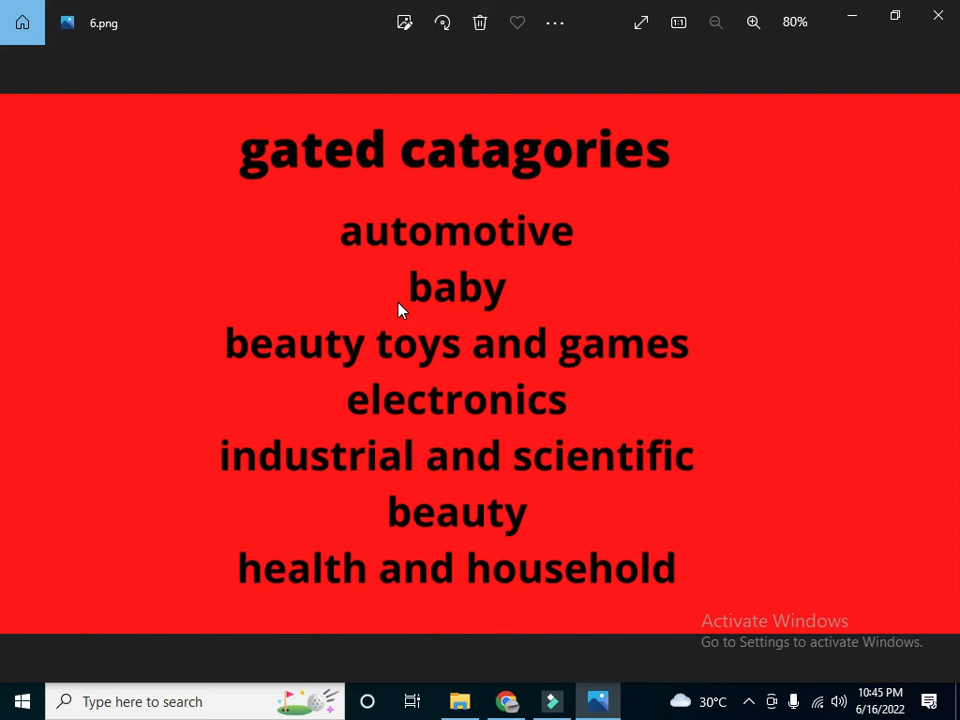 6.png
80%
gated catagories
automotive
baby
beauty toys and games
electronics
industrial and scientific
beauty
health and household
Activate Windows
Go to Settings to activate Windows.
Type here to search
30°C
10:45 PM
6/16/2022